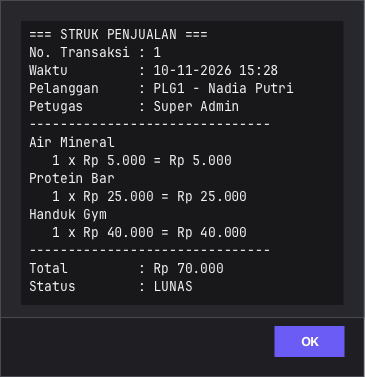 === STRUK PENJUALAN ===
No. Transaksi : 1
Waktu         : 10-11-2026 15:28
Pelanggan     : PLG1 - Nadia Putri
Petugas       : Super Admin
-------------------------------
Air Mineral
   1 x Rp 5.000 = Rp 5.000
Protein Bar
   1 x Rp 25.000 = Rp 25.000
Handuk Gym
   1 x Rp 40.000 = Rp 40.000
-------------------------------
Total         : Rp 70.000
Status        : LUNAS
OK